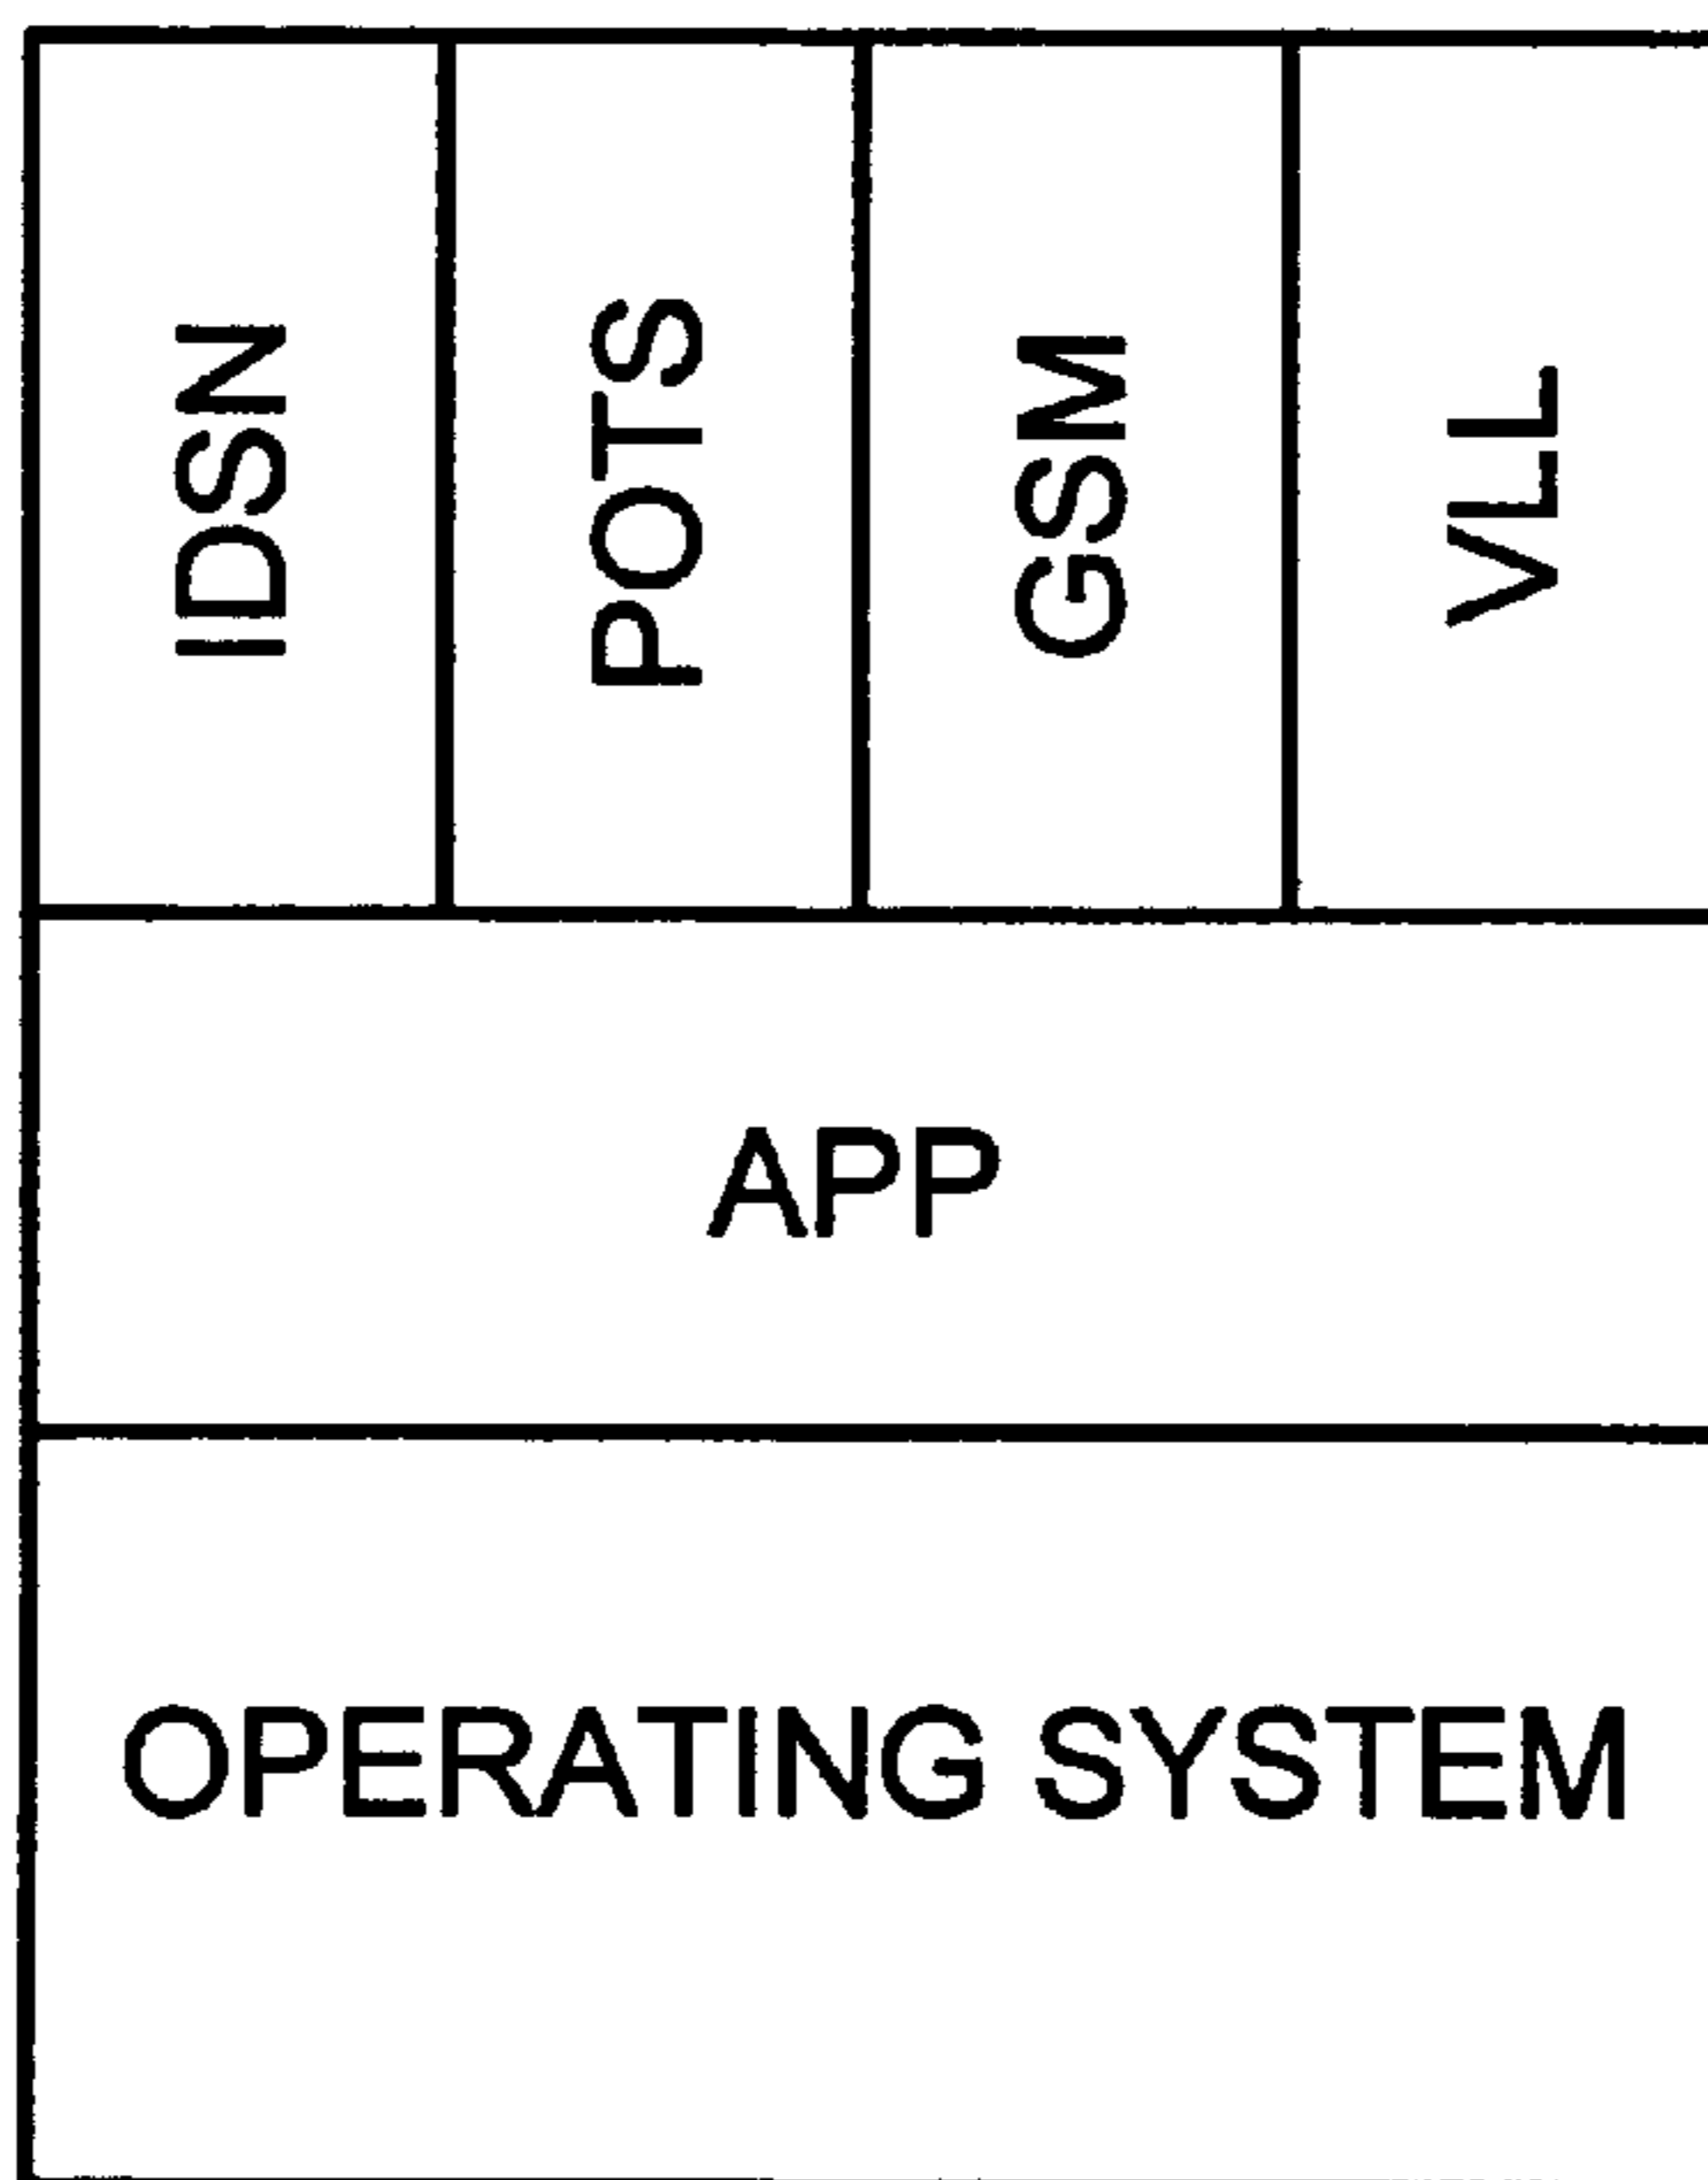 IDSN
POTS
GSM
VLL
APP
OPERATING SYSTEM